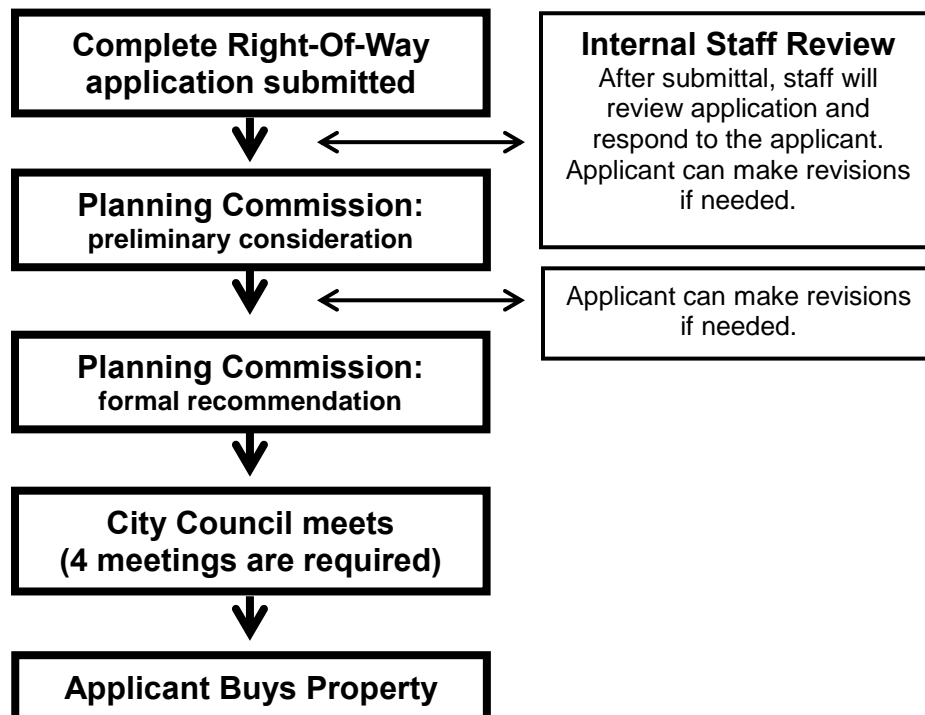 Complete Right-Of-Way
application submitted
Internal Staff Review
After submittal, staff will
review application and
respond to the applicant.
Applicant can make revisions
if needed.
Planning Commission:
preliminary consideration
Applicant can make revisions
if needed.
Planning Commission:
formal recommendation
City Council meets
(4 meetings are required)
Applicant Buys Property